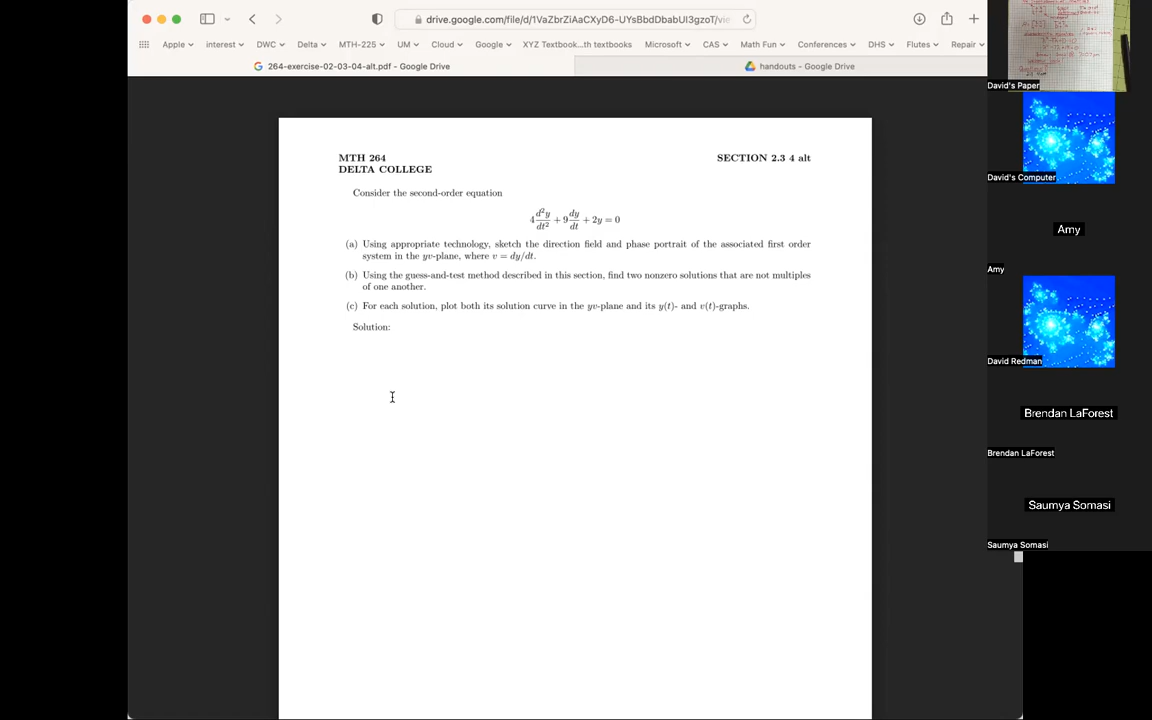 drive.google.com/file/d/1VaZbrZiAaCXyD6-UYsBbdDbabUI3gzoT/vie
Apple interest DWC Delta MTH-225 UM Cloud Google XYZ Textbook...th textbooks Microsoft CAS Math Fun Conferences DHS Flutes Repair
264-exercise-02-03-04-alt.pdf - Google Drive
handouts - Google Drive
MTH 264
SECTION 2.3 4 alt
DELTA COLLEGE
Consider the second-order equation
4 d²y/dt² + 9 dy/dt + 2y = 0
(a) Using appropriate technology, sketch the direction field and phase portrait of the associated first order
system in the yv-plane, where v = dy/dt.
(b) Using the guess-and-test method described in this section, find two nonzero solutions that are not multiples
of one another.
(c) For each solution, plot both its solution curve in the yv-plane and its y(t)- and v(t)-graphs.
Solution:
David's Paper
David's Computer
Amy
Amy
David Redman
Brendan LaForest
Brendan LaForest
Saumya Somasi
Saumya Somasi